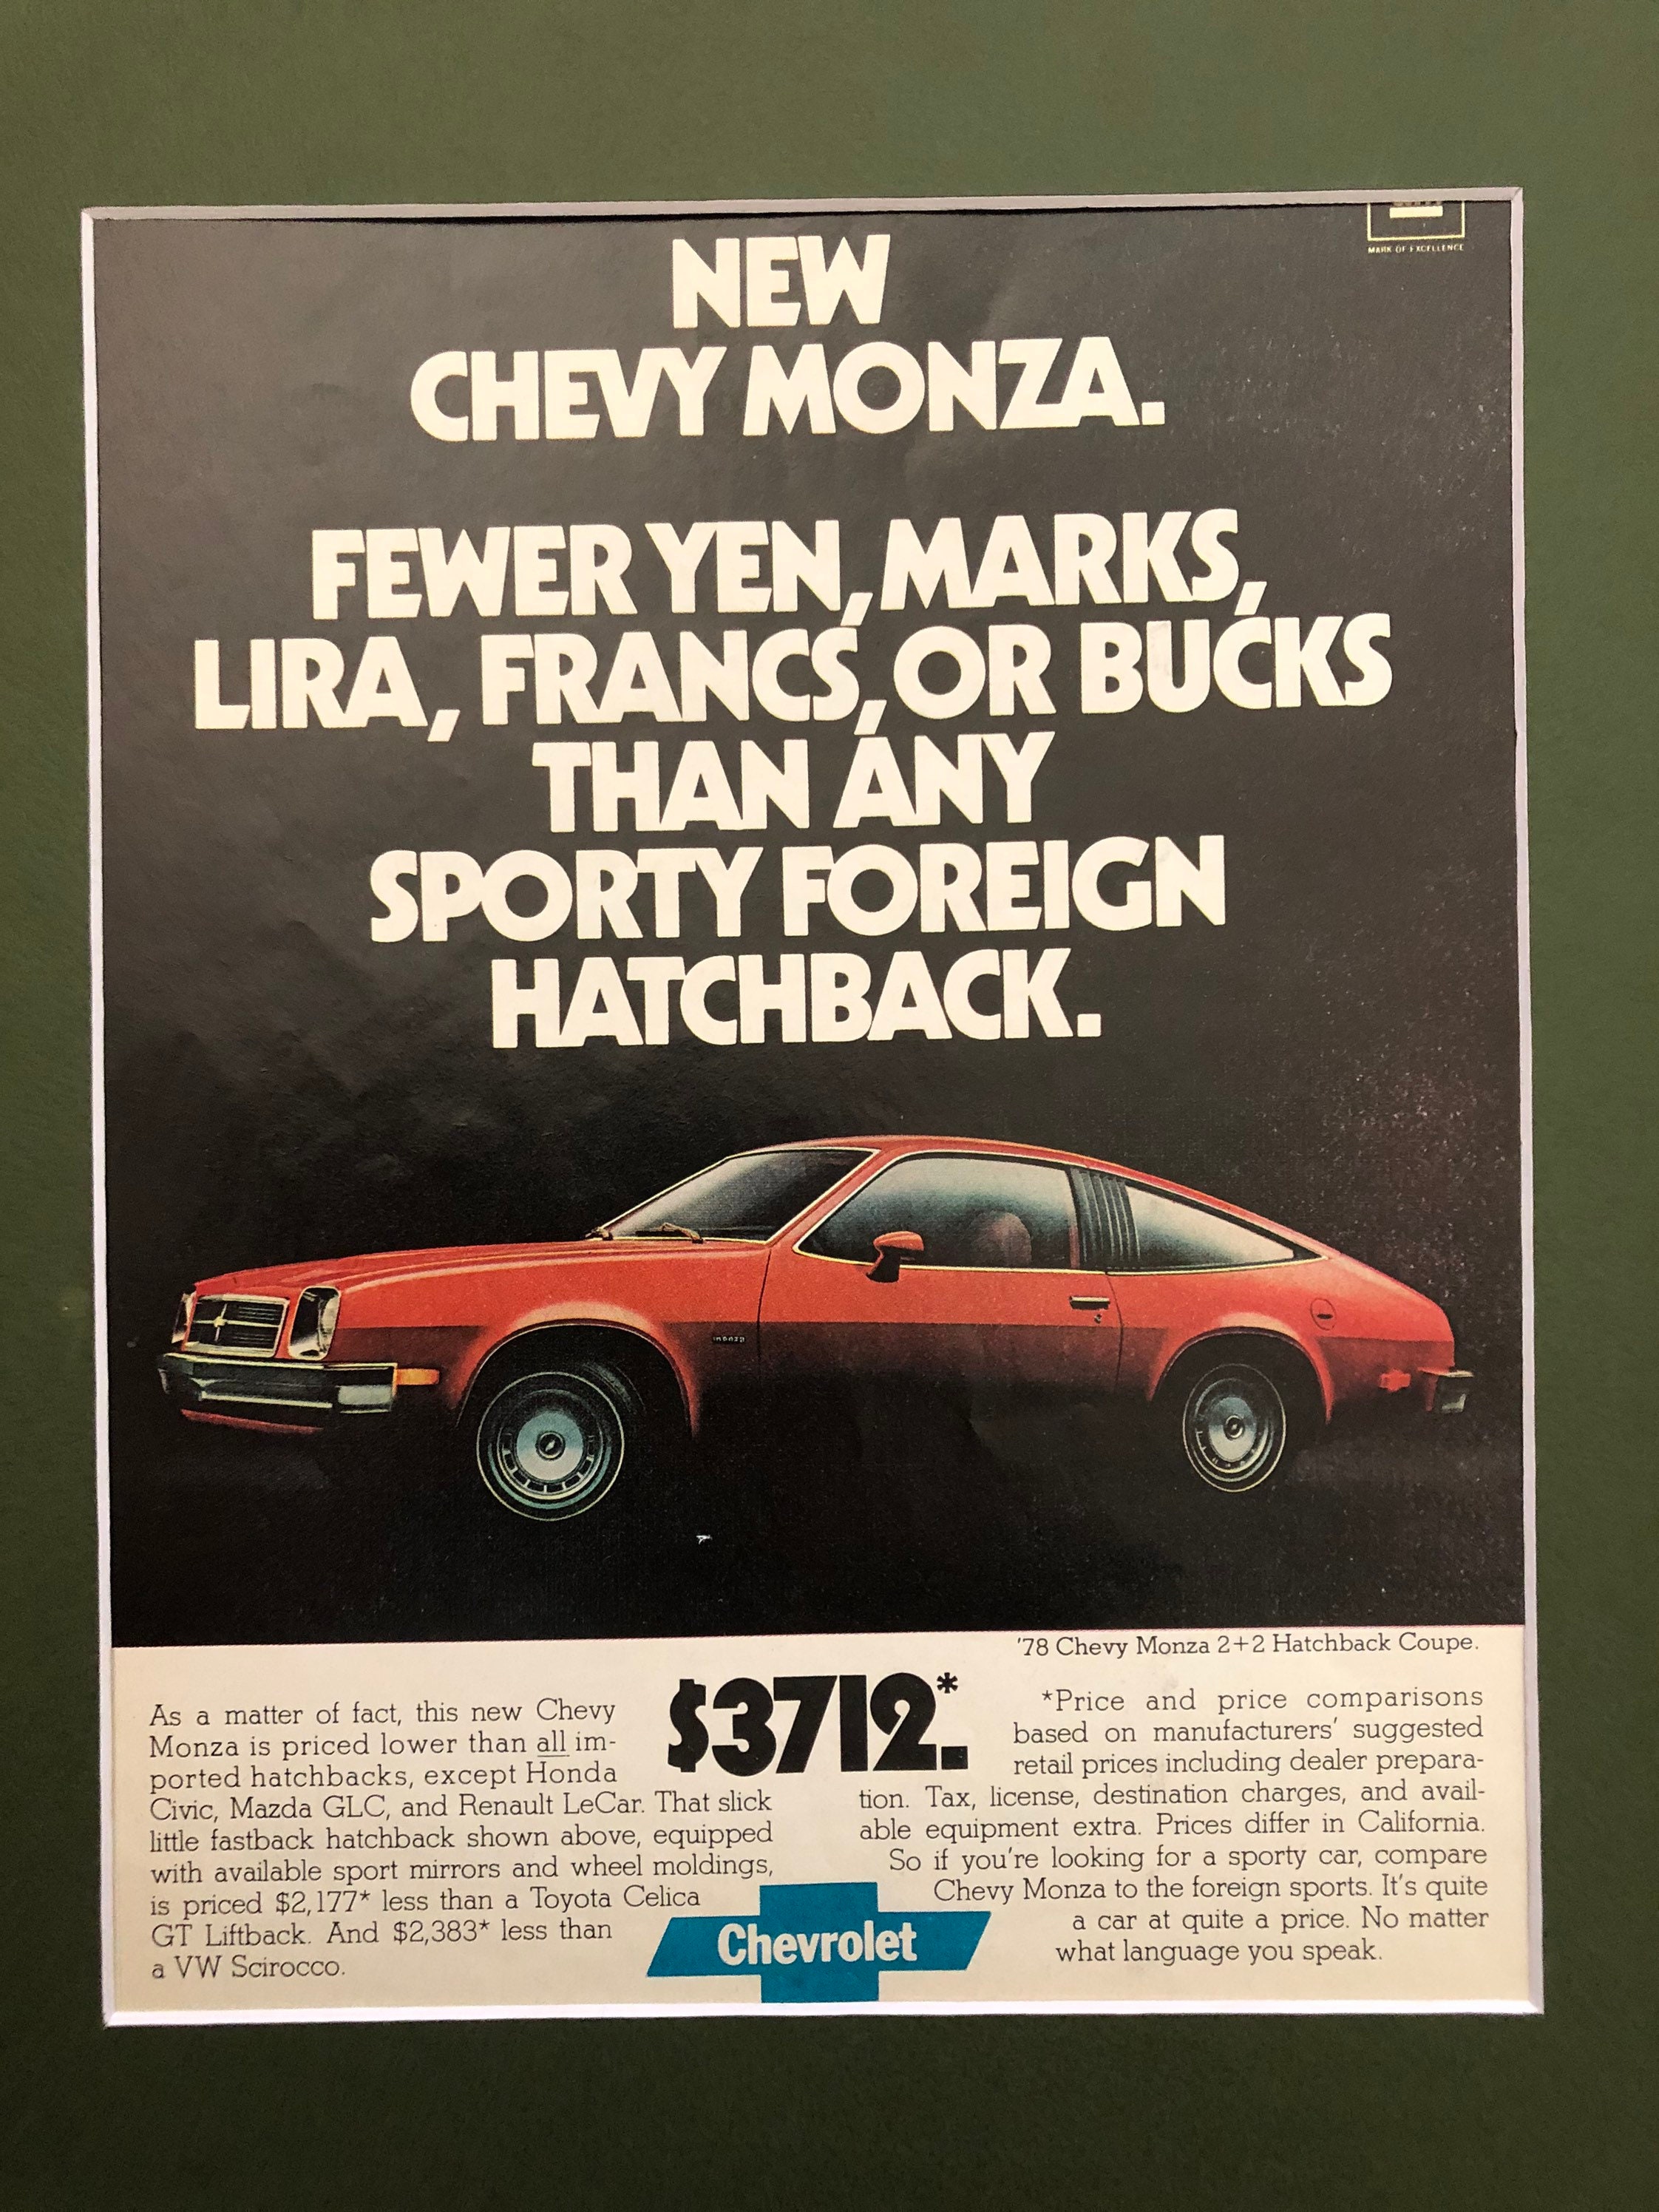 MARK OF EXCELLENCE
NEW
CHEVY MONZA.
FEWER YEN, MARKS,
LIRA, FRANCS, OR BUCKS
THAN ANY
SPORTY FOREIGN
HATCHBACK.
monza
'78 Chevy Monza 2+2 Hatchback Coupe.
$3712.*
As a matter of fact, this new Chevy
Monza is priced lower than all im-
ported hatchbacks, except Honda
Civic, Mazda GLC, and Renault LeCar. That slick
little fastback hatchback shown above, equipped
with available sport mirrors and wheel moldings,
is priced $2,177* less than a Toyota Celica
GT Liftback. And $2,383* less than
a VW Scirocco.
*Price and price comparisons
based on manufacturers' suggested
retail prices including dealer prepara-
tion. Tax, license, destination charges, and avail-
able equipment extra. Prices differ in California.
So if you're looking for a sporty car, compare
Chevy Monza to the foreign sports. It's quite
a car at quite a price. No matter
what language you speak.
Chevrolet